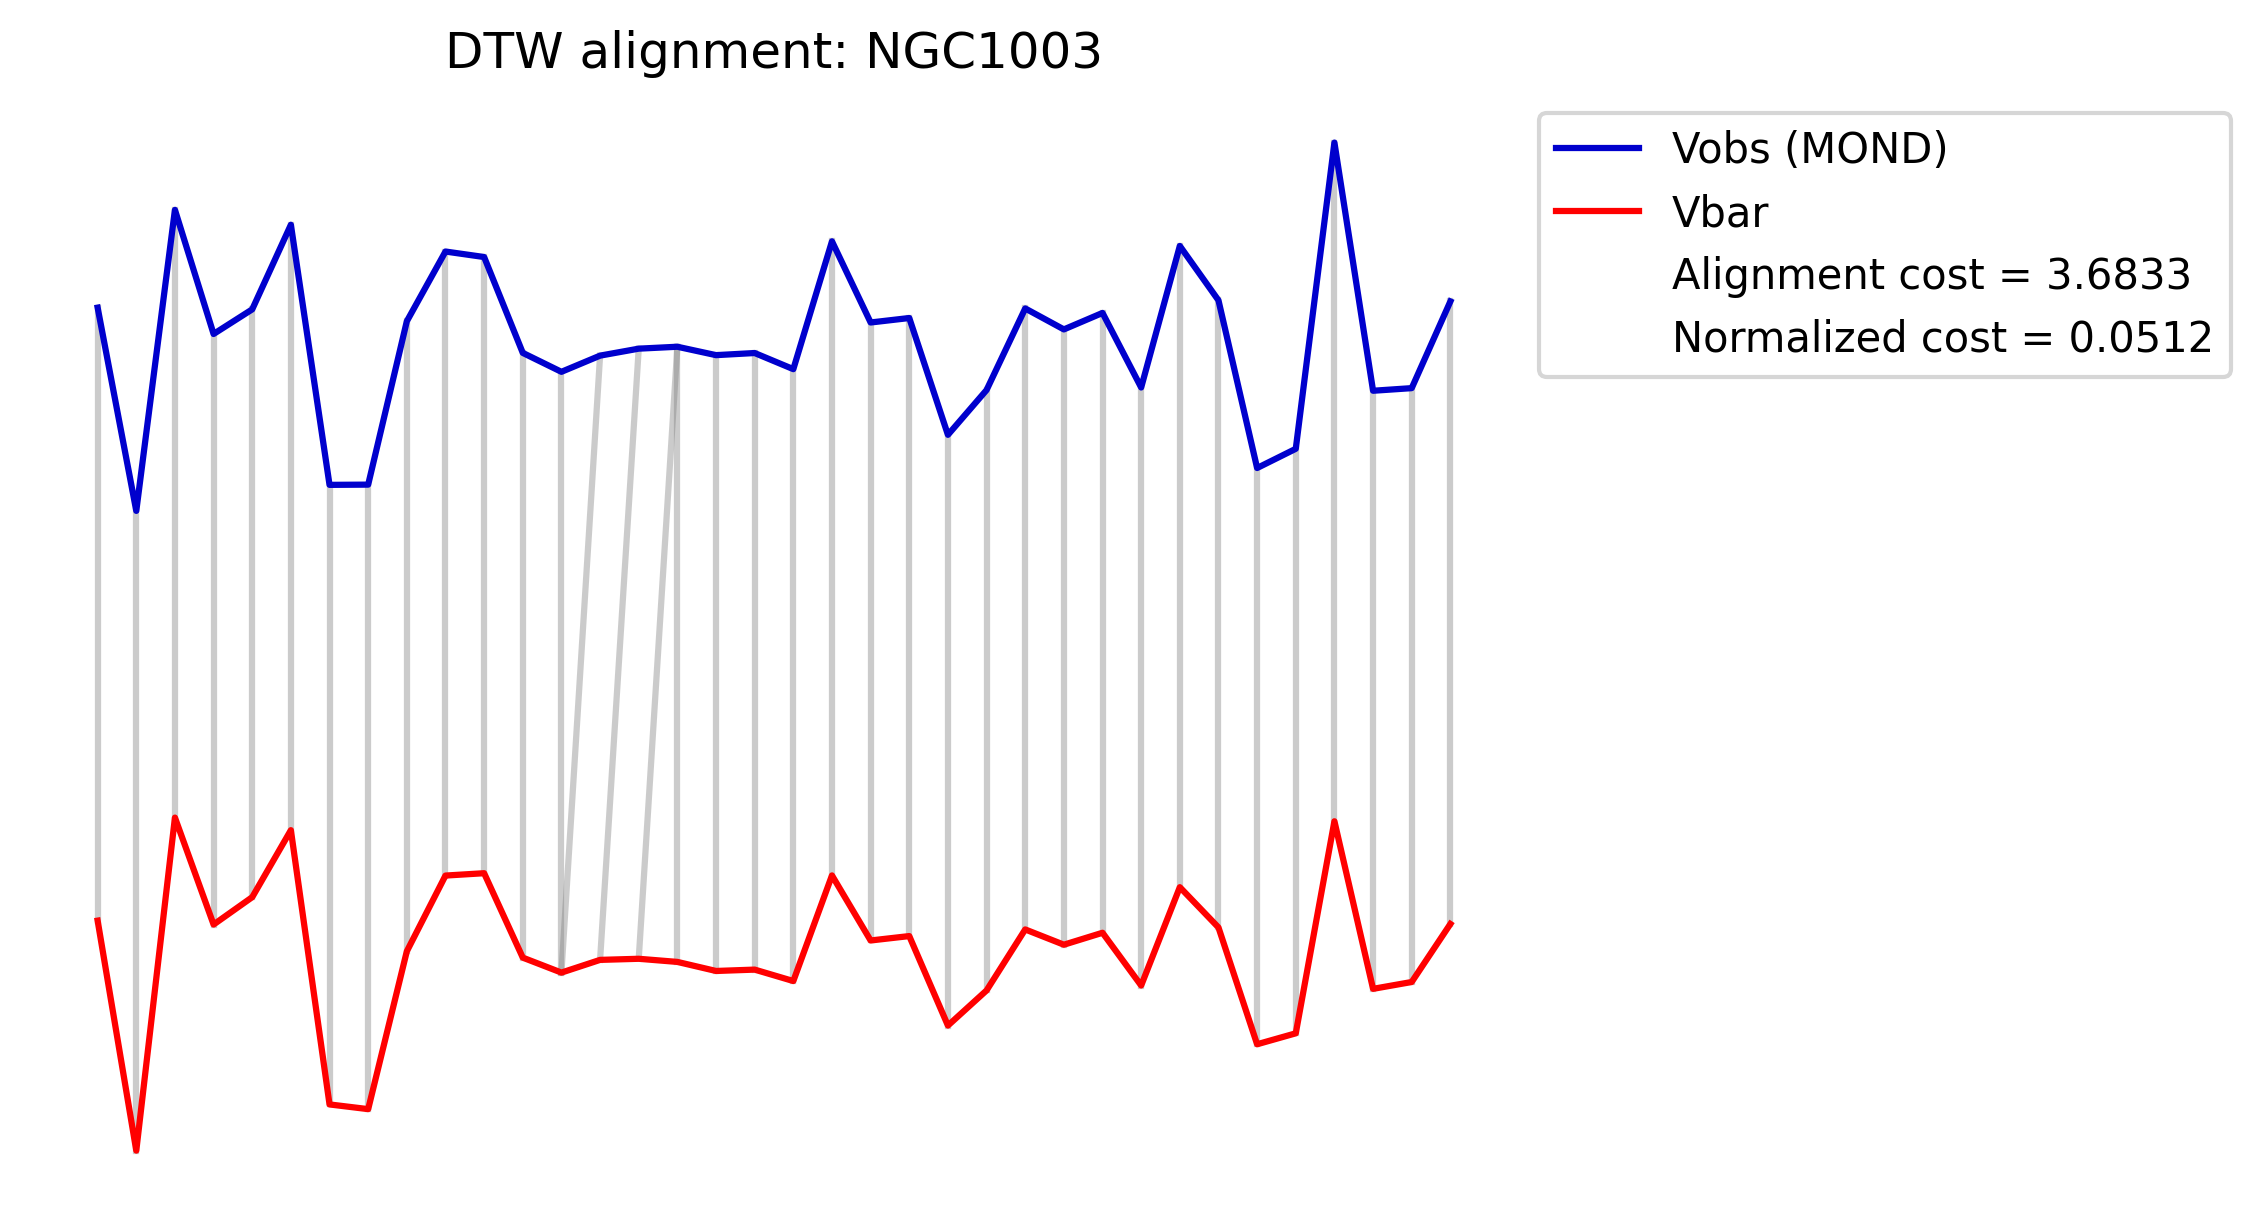 DTW alignment: NGC1003
Vobs (MOND)
Vbar
Alignment cost = 3.6833
Normalized cost = 0.0512